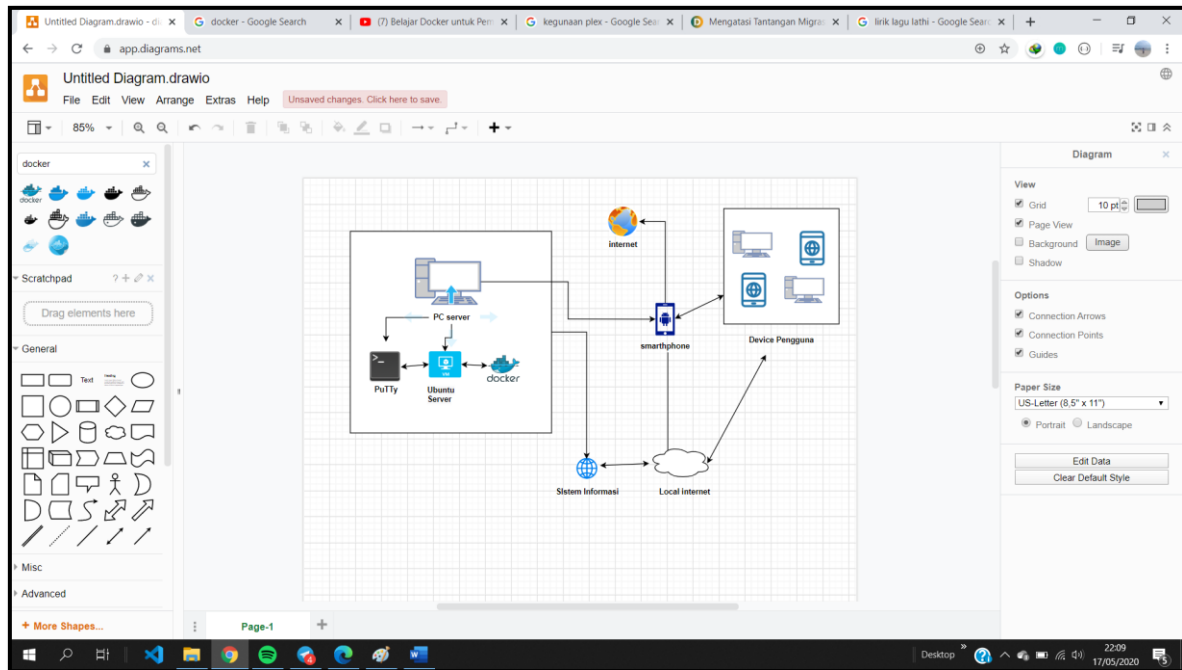 Untitled Diagram.drawio - di
docker - Google Search
(7) Belajar Docker untuk Pem
kegunaan plex - Google Sear
Mengatasi Tantangan Migras
lirik lagu lathi - Google Searc
app.diagrams.net
Untitled Diagram.drawio
File Edit View Arrange Extras Help
Unsaved changes. Click here to save.
85%
docker
docker
Scratchpad
Drag elements here
General
Text
Heading
Misc
Advanced
+ More Shapes...
internet
PC server
PuTTy
Ubuntu
Server
docker
smarthphone
Device Pengguna
SIstem Informasi
Local internet
Page-1
Diagram
View
Grid
10 pt
Page View
Background
Image
Shadow
Options
Connection Arrows
Connection Points
Guides
Paper Size
US-Letter (8,5" x 11")
Portrait
Landscape
Edit Data
Clear Default Style
Desktop
22:09
17/05/2020
5